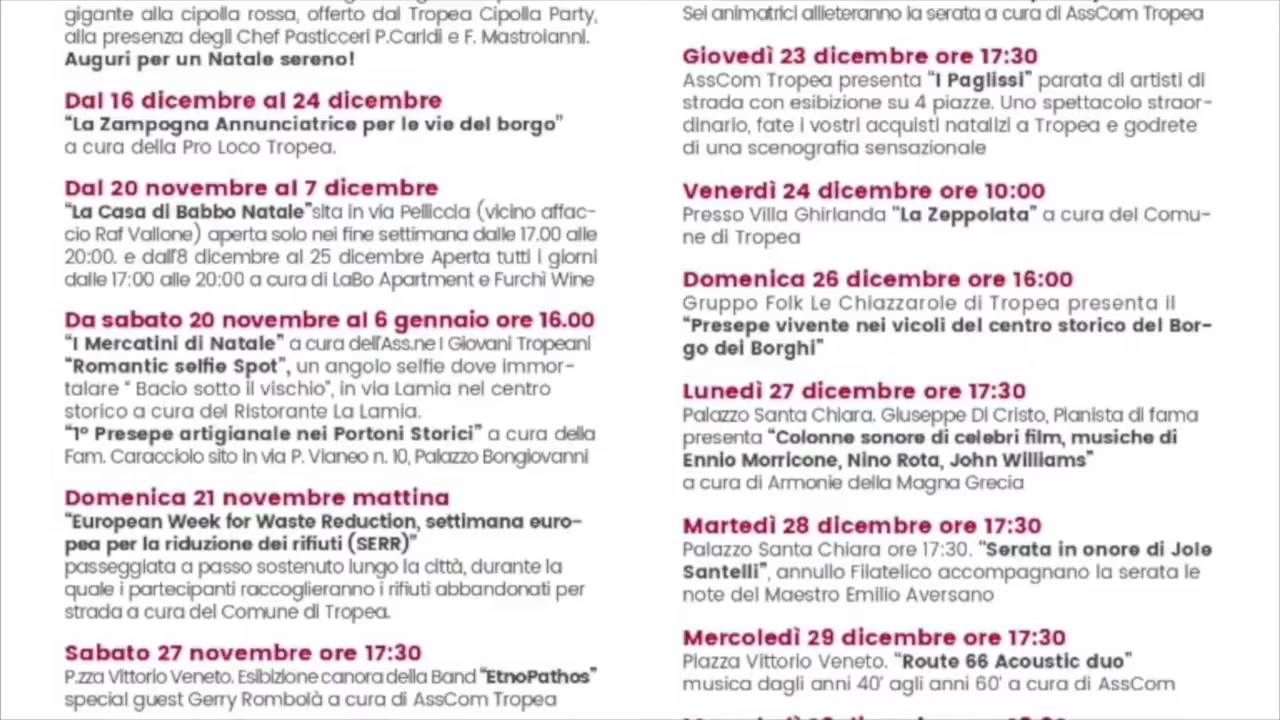 gigante alla cipolla rossa, offerto dal Tropea Cipolla Party,
alla presenza degli Chef Pasticceri P.Caridi e F. Mastroianni.
Auguri per un Natale sereno!
Dal 16 dicembre al 24 dicembre
“La Zampogna Annunciatrice per le vie del borgo”
a cura della Pro Loco Tropea.
Dal 20 novembre al 7 dicembre
“La Casa di Babbo Natale”sita in via Pelliccia (vicino affac-
cio Raf Vallone) aperta solo nei fine settimana dalle 17.00 alle
20:00. e dall’8 dicembre al 25 dicembre Aperta tutti i giorni
dalle 17:00 alle 20:00 a cura di LaBo Apartment e Furchì Wine
Da sabato 20 novembre al 6 gennaio ore 16.00
“I Mercatini di Natale” a cura dell’Ass.ne I Giovani Tropeani
“Romantic selfie Spot”, un angolo selfie dove immor-
talare “ Bacio sotto il vischio”, in via Lamia nel centro
storico a cura del Ristorante La Lamia.
“1° Presepe artigianale nei Portoni Storici” a cura della
Fam. Caracciolo sito in via P. Vianeo n. 10, Palazzo Bongiovanni
Domenica 21 novembre mattina
“European Week for Waste Reduction, settimana euro-
pea per la riduzione dei rifiuti (SERR)”
passeggiata a passo sostenuto lungo la città, durante la
quale i partecipanti raccoglieranno i rifiuti abbandonati per
strada a cura del Comune di Tropea.
Sabato 27 novembre ore 17:30
P.zza Vittorio Veneto. Esibizione canora della Band “EtnoPathos”
special guest Gerry Rombolà a cura di AssCom Tropea
Sei animatrici allieteranno la serata a cura di AssCom Tropea
Giovedì 23 dicembre ore 17:30
AssCom Tropea presenta “I Paglissi” parata di artisti di
strada con esibizione su 4 piazze. Uno spettacolo straor-
dinario, fate i vostri acquisti natalizi a Tropea e godrete
di una scenografia sensazionale
Venerdì 24 dicembre ore 10:00
Presso Villa Ghirlanda “La Zeppolata” a cura del Comu-
ne di Tropea
Domenica 26 dicembre ore 16:00
Gruppo Folk Le Chiazzarole di Tropea presenta il
“Presepe vivente nei vicoli del centro storico del Bor-
go dei Borghi”
Lunedì 27 dicembre ore 17:30
Palazzo Santa Chiara. Giuseppe Di Cristo, Pianista di fama
presenta “Colonne sonore di celebri film, musiche di
Ennio Morricone, Nino Rota, John Williams”
a cura di Armonie della Magna Grecia
Martedì 28 dicembre ore 17:30
Palazzo Santa Chiara ore 17:30. “Serata in onore di Jole
Santelli”, annullo Filatelico accompagnano la serata le
note del Maestro Emilio Aversano
Mercoledì 29 dicembre ore 17:30
Piazza Vittorio Veneto. “Route 66 Acoustic duo”
musica dagli anni 40’ agli anni 60’ a cura di AssCom